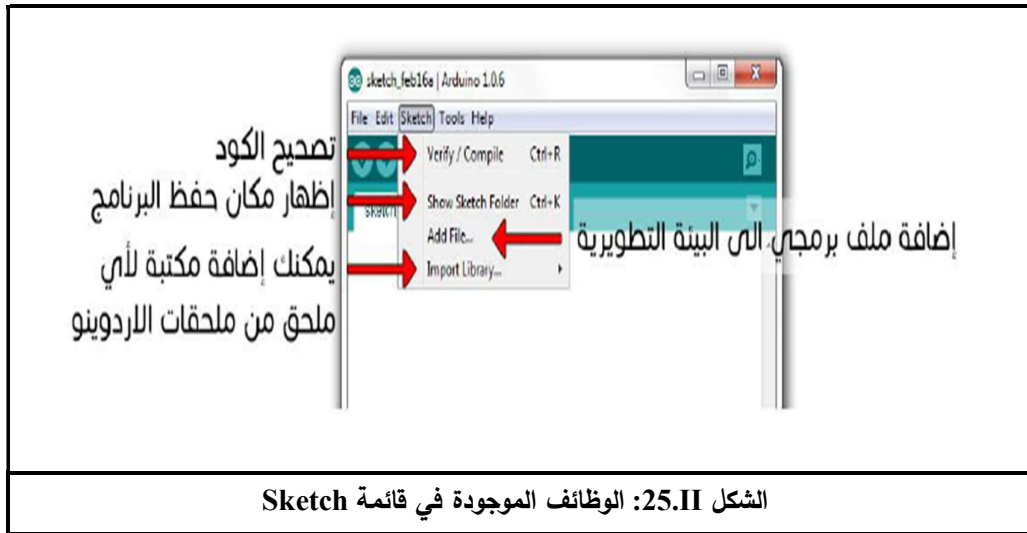 sketch_feb16a | Arduino 1.0.6
File Edit Sketch Tools Help
تصحيح الكود
Verify / Compile Ctrl+R
إظهار مكان حفظ البرنامج
sketch
Show Sketch Folder Ctrl+K
Add File...
إضافة ملف برمجي الى البيئة التطويرية
يمكنك إضافة مكتبة لأي
Import Library...
ملحق من ملحقات الاردوينو
الشكل 25.II: الوظائف الموجودة في قائمة Sketch